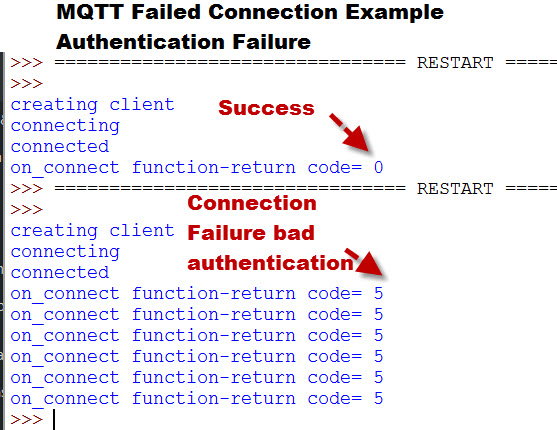 MQTT Failed Connection Example
Authentication Failure
>>> ================================ RESTART =====
>>>
creating client
Success
connecting
connected
on_connect function-return code= 0
>>> ================================ RESTART =====
>>>
Connection
creating client
Failure bad
connecting
authentication
connected
on_connect function-return code= 5
on_connect function-return code= 5
on_connect function-return code= 5
on_connect function-return code= 5
on_connect function-return code= 5
on_connect function-return code= 5
>>>